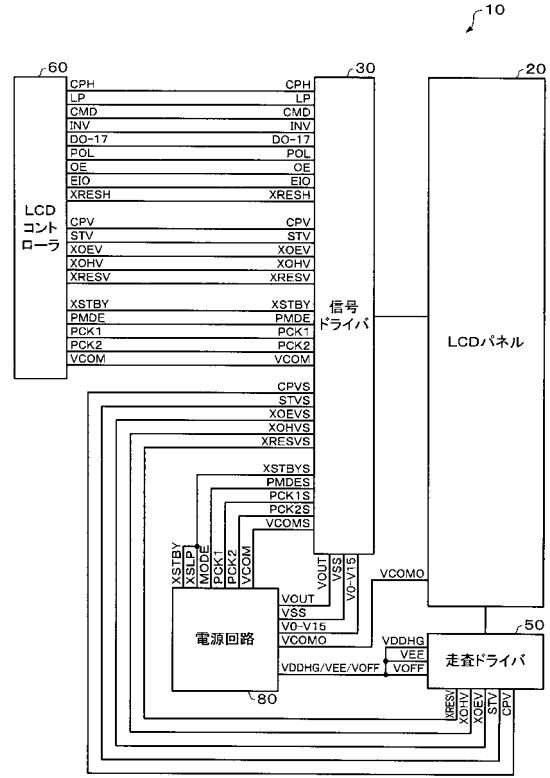 10
60
30
20
CPH CPH
LP LP
CMD CMD
INV INV
DO-17 DO-17
POL POL
OE OE
EIO EIO
XRESH XRESH
LCD
コント
ローラ
CPV CPV
STV STV
XOEV XOEV
XOHV XOHV
XRESV XRESV
XSTBY XSTBY
PMDE PMDE
PCK1 PCK1
PCK2 PCK2
VCOM VCOM
信号
ドライバ
LCDパネル
CPVS
STVS
XOEVS
XOHVS
XRESVS
XSTBYS
PMDES
PCK1S
PCK2S
VCOMS
XSTBY
XSLP
MODE
PCK1
PCK2
VCOM
VOUT
VSS
V0-V15
電源回路
VOUT
VSS
V0-V15
VCOMO
VDDHG/VEE/VOFF
80
VCOMO
50
VDDHG
VEE
VOFF
走査ドライバ
XRESV
XOHV
XOEV
STV
CPV